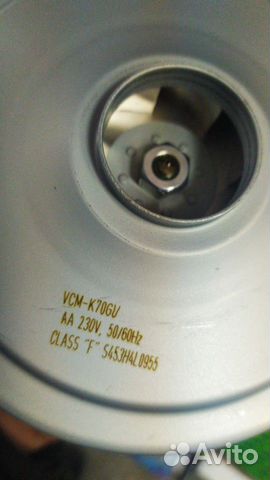 VCM-K70GU
AA 230V, 50/60Hz
CLASS "F" S453H4L0955
Avito